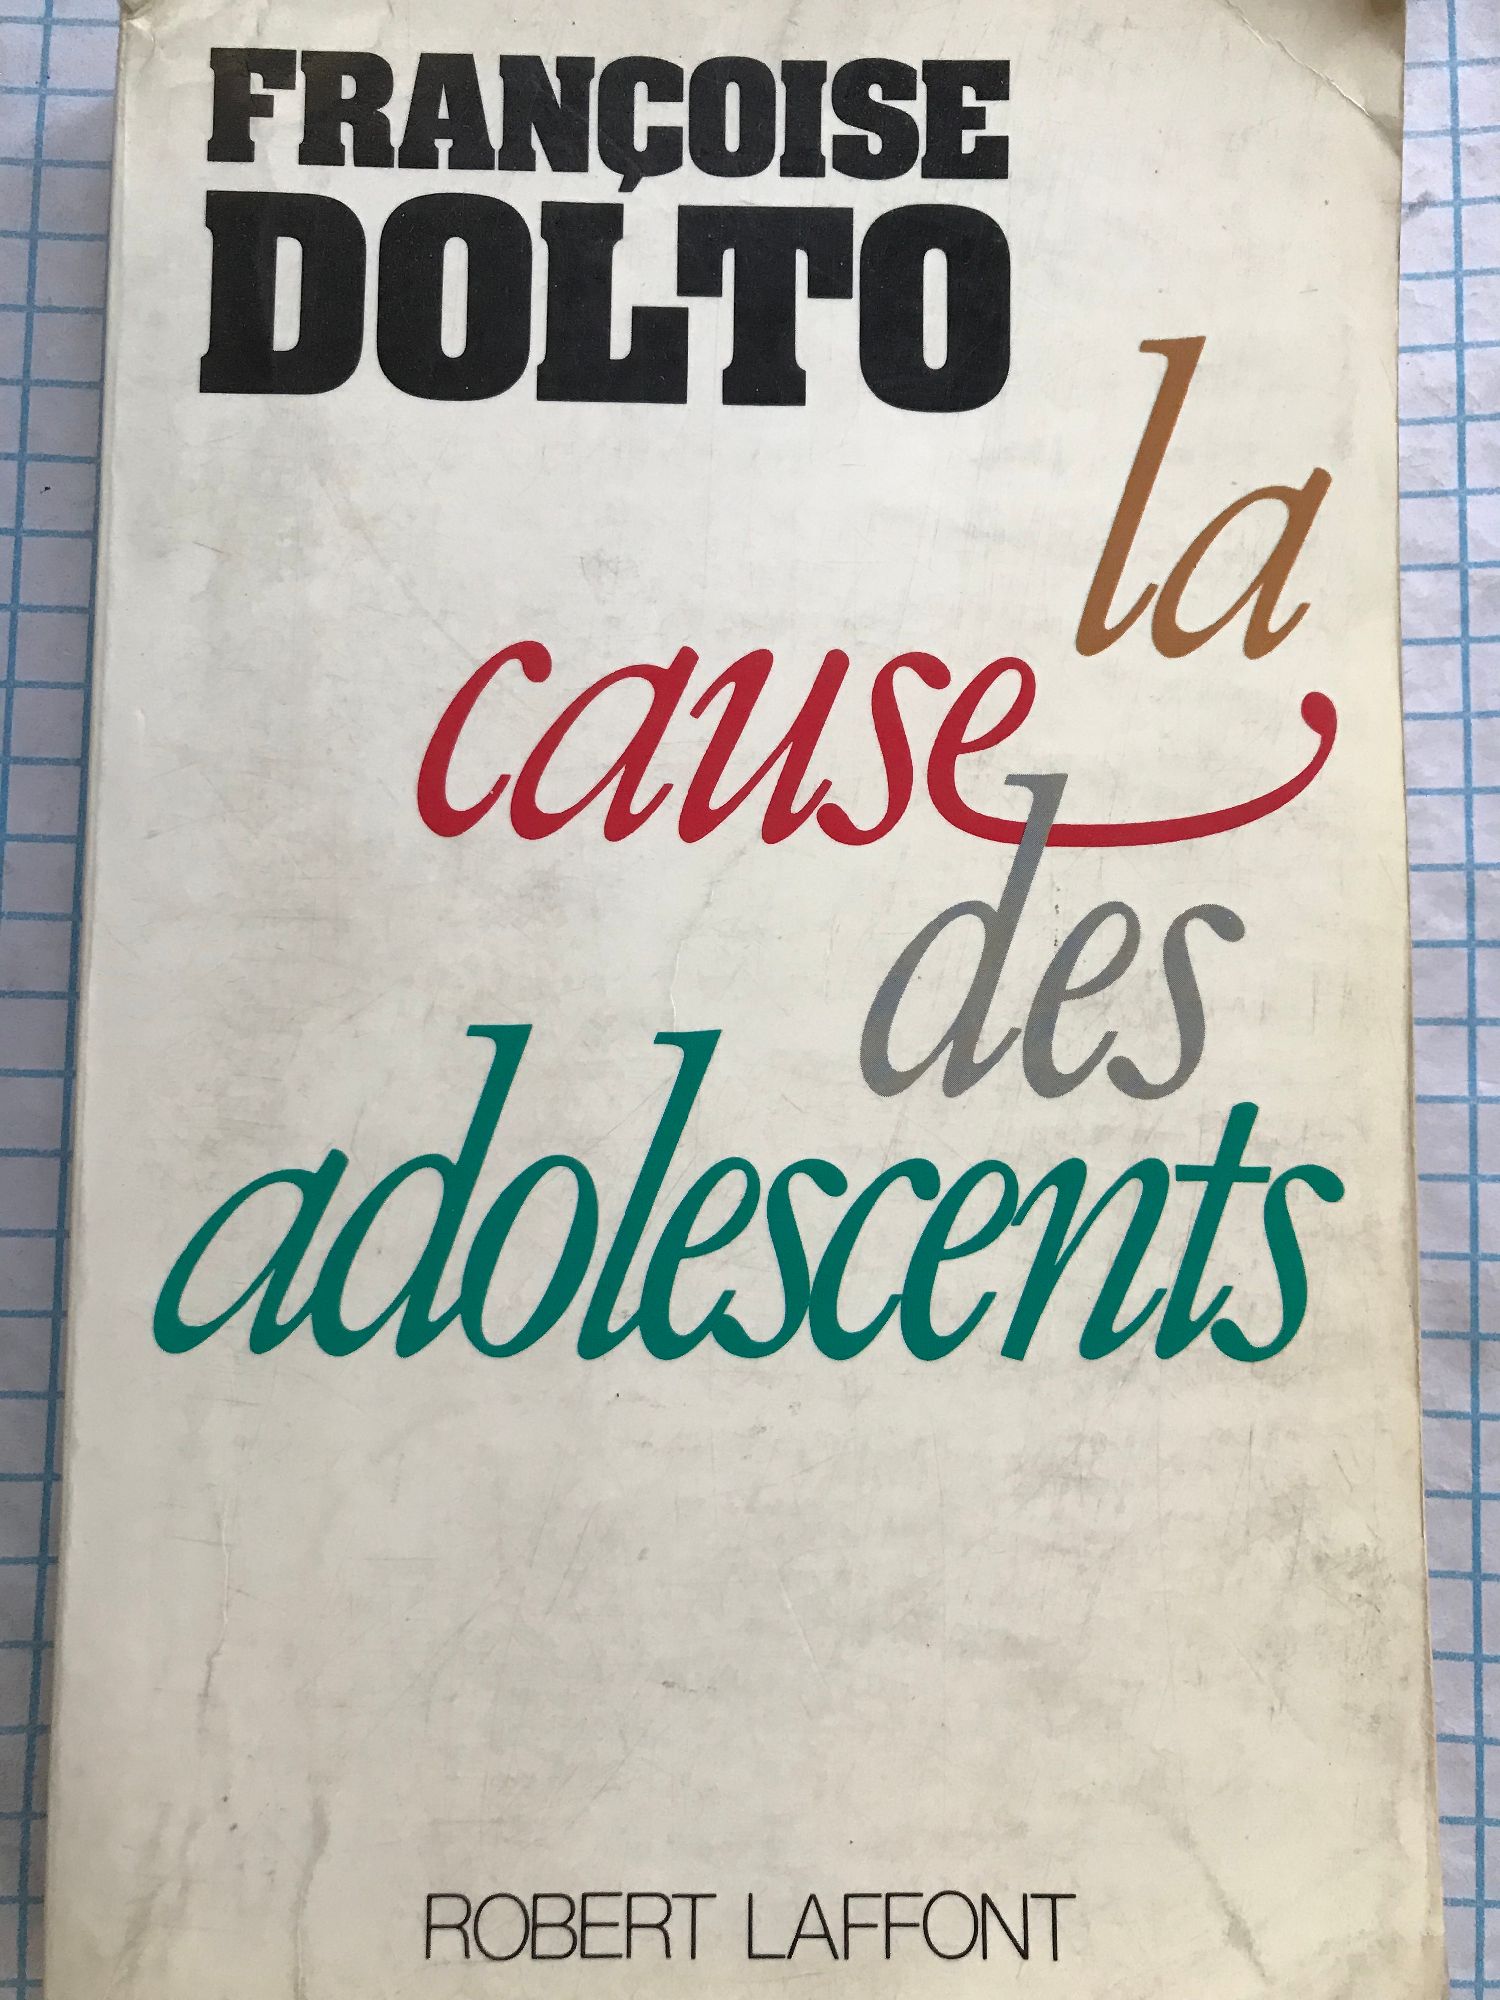 FRANÇOISE
DOLTO
la
cause
des
adolescents
ROBERT LAFFONT